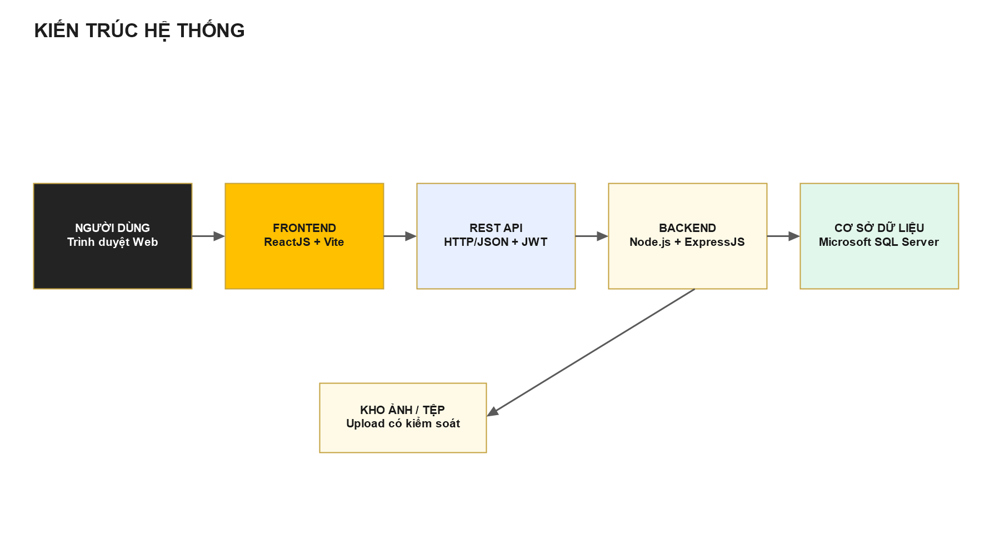 KIẾN TRÚC HỆ THỐNG
NGƯỜI DÙNG
Trình duyệt Web
FRONTEND
ReactJS + Vite
REST API
HTTP/JSON + JWT
BACKEND
Node.js + ExpressJS
CƠ SỞ DỮ LIỆU
Microsoft SQL Server
KHO ẢNH / TỆP
Upload có kiểm soát